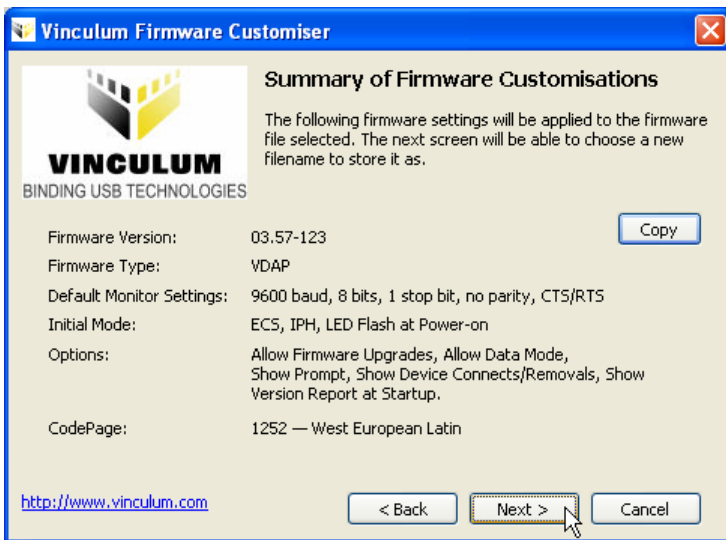 Vinculum Firmware Customiser
VINCULUM
BINDING USB TECHNOLOGIES
Summary of Firmware Customisations
The following firmware settings will be applied to the firmware
file selected. The next screen will be able to choose a new
filename to store it as.
Copy
Firmware Version: 03.57-123
Firmware Type: VDAP
Default Monitor Settings: 9600 baud, 8 bits, 1 stop bit, no parity, CTS/RTS
Initial Mode: ECS, IPH, LED Flash at Power-on
Options: Allow Firmware Upgrades, Allow Data Mode,
Show Prompt, Show Device Connects/Removals, Show
Version Report at Startup.
CodePage: 1252 — West European Latin
http://www.vinculum.com
< Back Next > Cancel